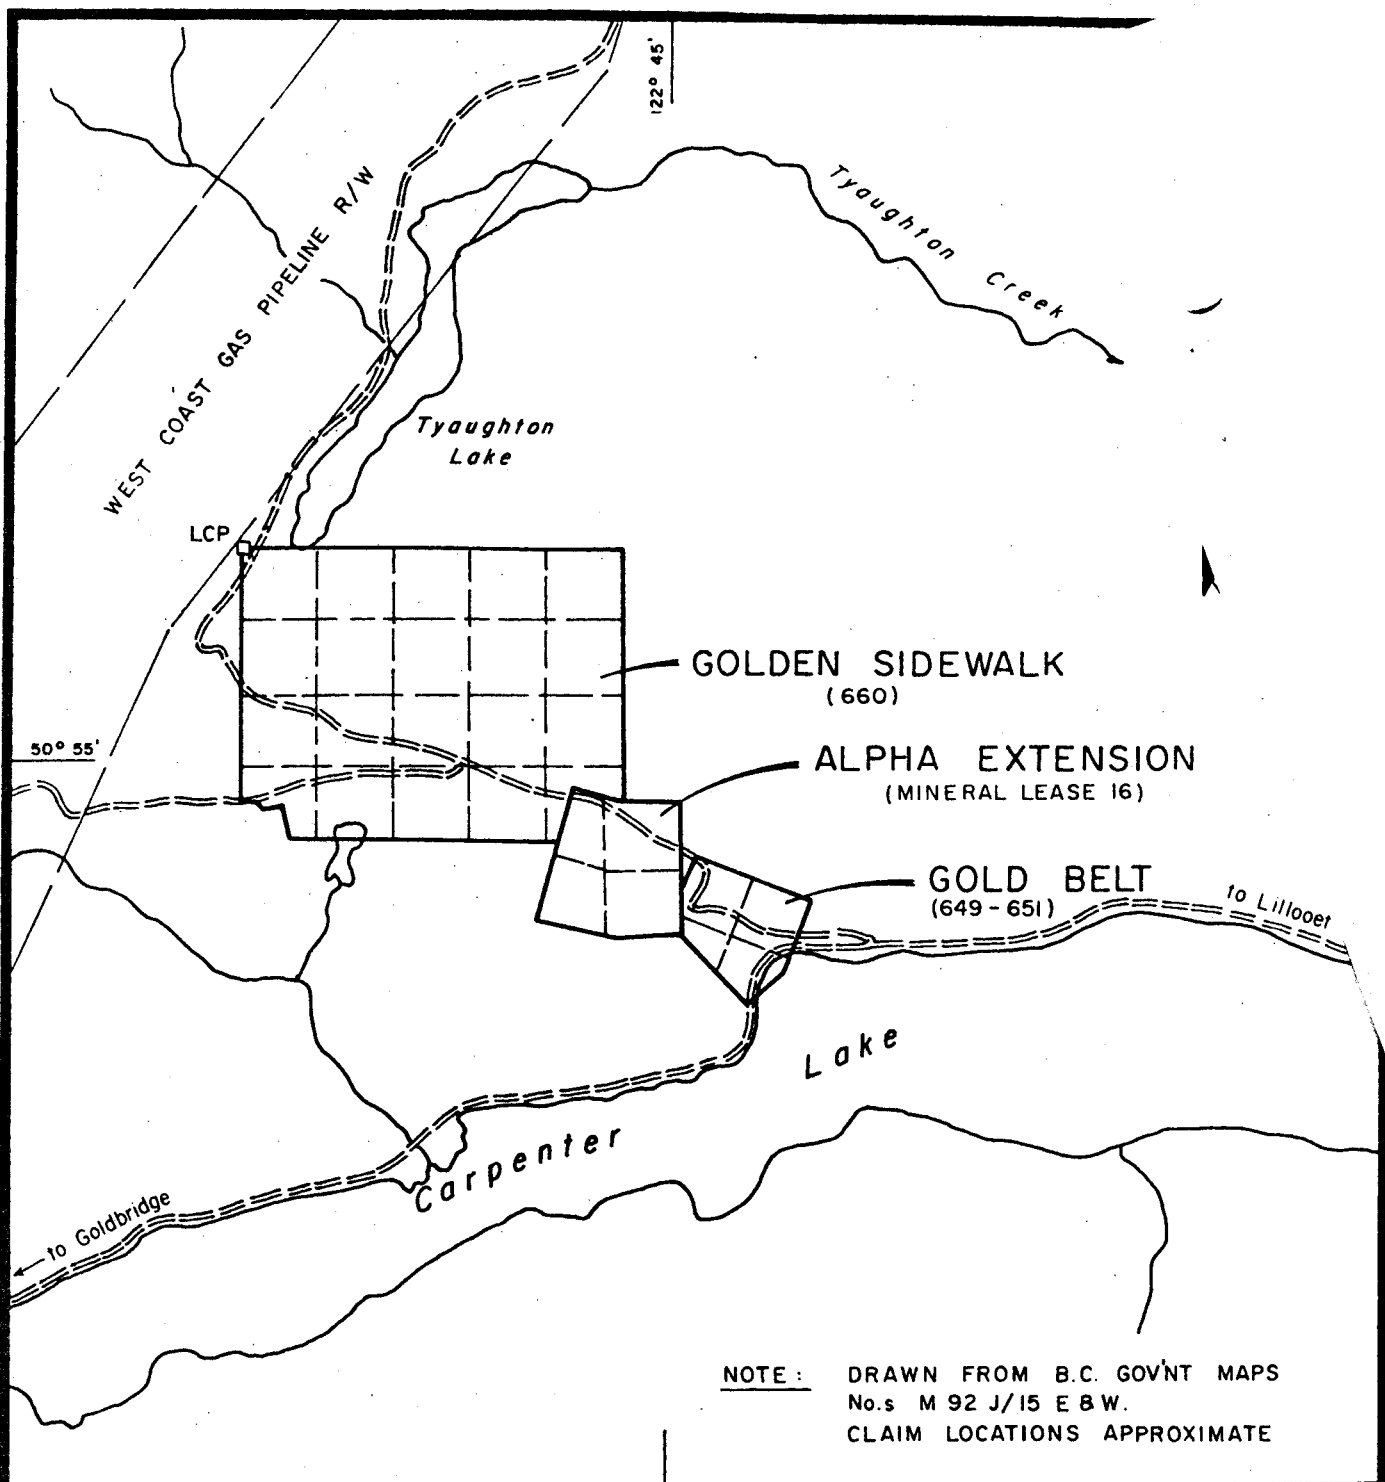 122° 45'
Tyaughton Creek
WEST COAST GAS PIPELINE R/W
Tyaughton
Lake
LCP
GOLDEN SIDEWALK
(660)
50° 55'
ALPHA EXTENSION
(MINERAL LEASE 16)
GOLD BELT
(649-651)
to Lillooet
Carpenter Lake
to Goldbridge
NOTE: DRAWN FROM B.C. GOV'NT MAPS
No.s M 92 J/15 E & W.
CLAIM LOCATIONS APPROXIMATE